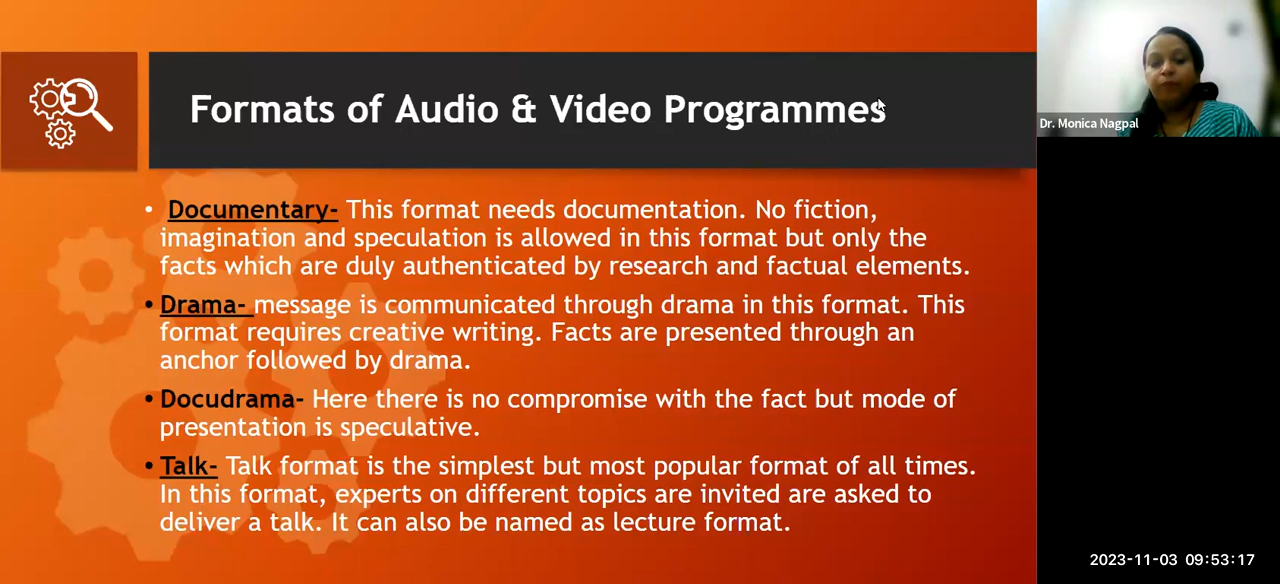 Formats of Audio & Video Programmes
Dr. Monica Nagpal
• Documentary- This format needs documentation. No fiction,
imagination and speculation is allowed in this format but only the
facts which are duly authenticated by research and factual elements.
• Drama- message is communicated through drama in this format. This
format requires creative writing. Facts are presented through an
anchor followed by drama.
• Docudrama- Here there is no compromise with the fact but mode of
presentation is speculative.
• Talk- Talk format is the simplest but most popular format of all times.
In this format, experts on different topics are invited are asked to
deliver a talk. It can also be named as lecture format.
2023-11-03 09:53:17